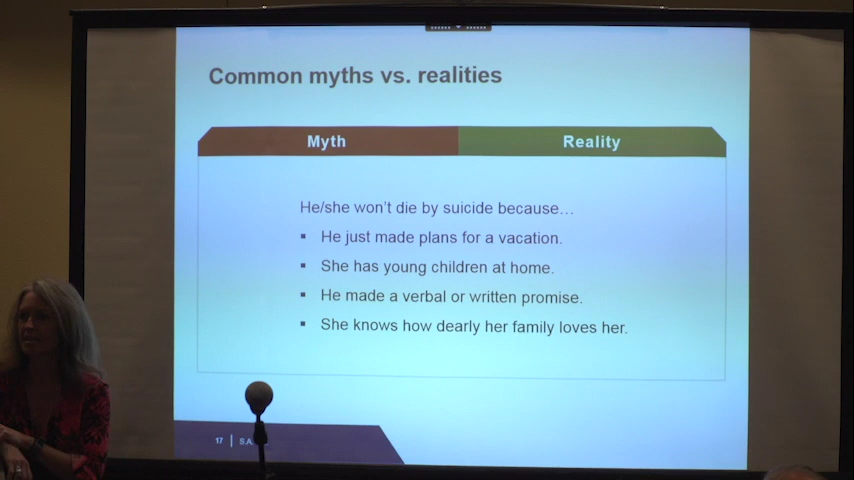 Common myths vs. realities
Myth
Reality
He/she won't die by suicide because…
▪ He just made plans for a vacation.
▪ She has young children at home.
▪ He made a verbal or written promise.
▪ She knows how dearly her family loves her.
17